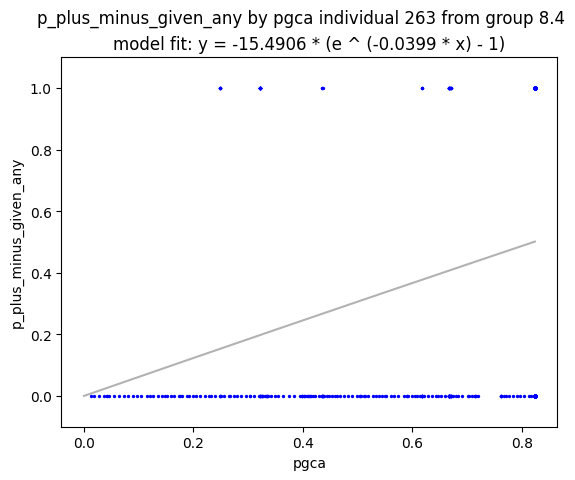 p_plus_minus_given_any by pgca individual 263 from group 8.4
model fit: y = -15.4906 * (e ^ (-0.0399 * x) - 1)
1.0
0.8
0.6
0.4
0.2
0.0
p_plus_minus_given_any
0.0 0.2 0.4 0.6 0.8
pgca